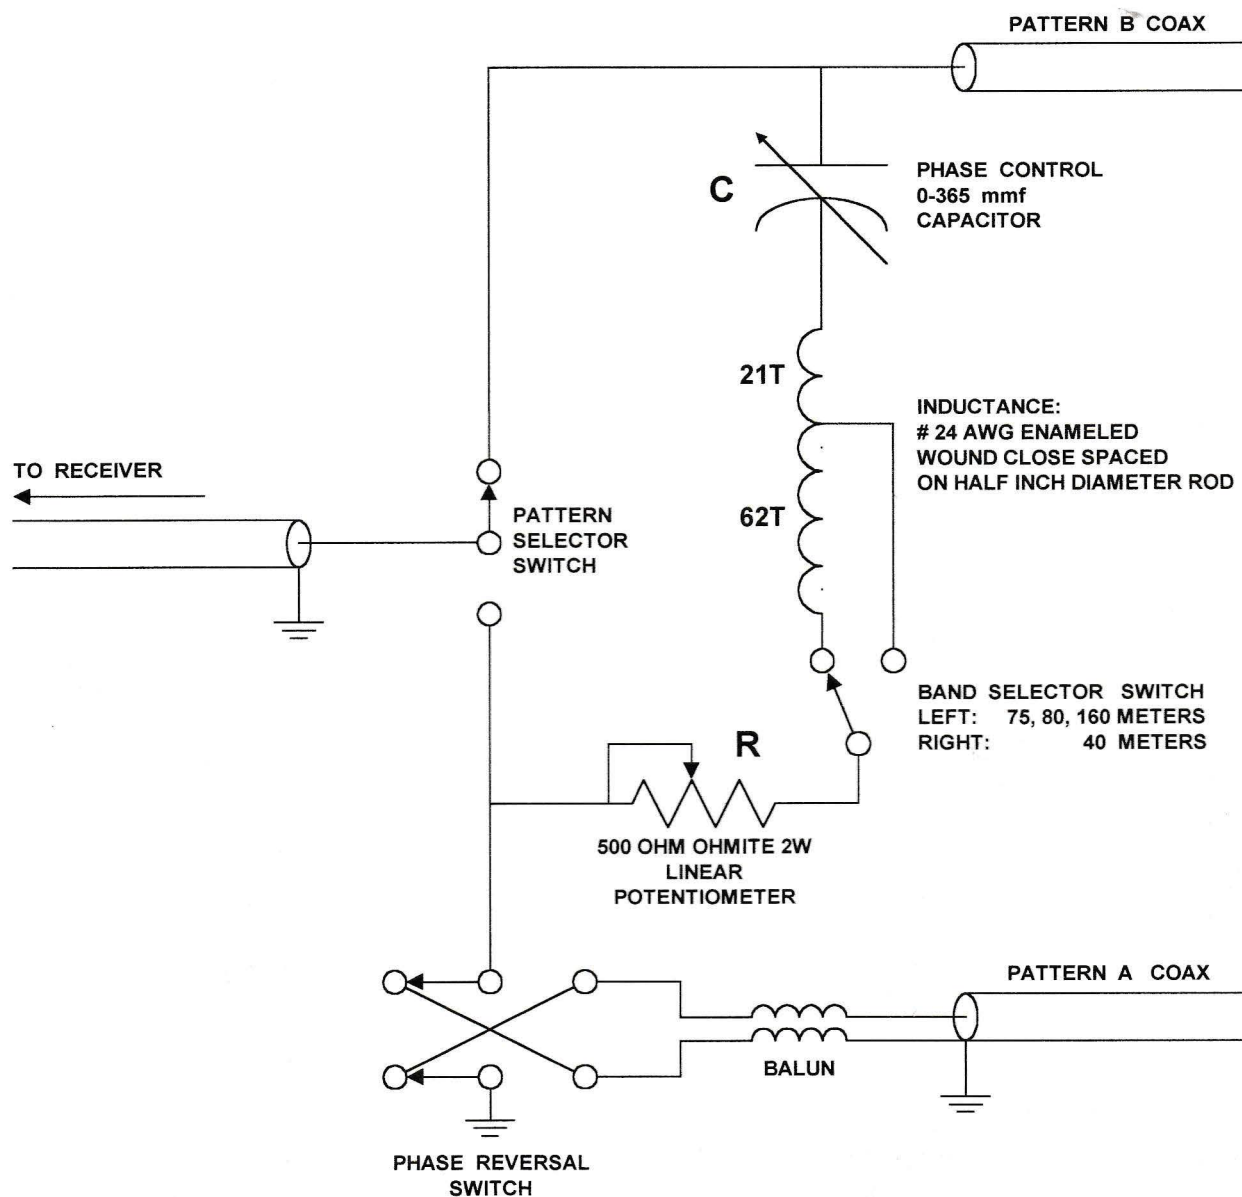 PATTERN B COAX
C
PHASE CONTROL
0-365 mmf
CAPACITOR
21T
INDUCTANCE:
# 24 AWG ENAMELED
WOUND CLOSE SPACED
ON HALF INCH DIAMETER ROD
TO RECEIVER
PATTERN
SELECTOR
SWITCH
62T
BAND SELECTOR SWITCH
LEFT: 75, 80, 160 METERS
RIGHT: 40 METERS
R
500 OHM OHMITE 2W
LINEAR
POTENTIOMETER
PATTERN A COAX
BALUN
PHASE REVERSAL
SWITCH